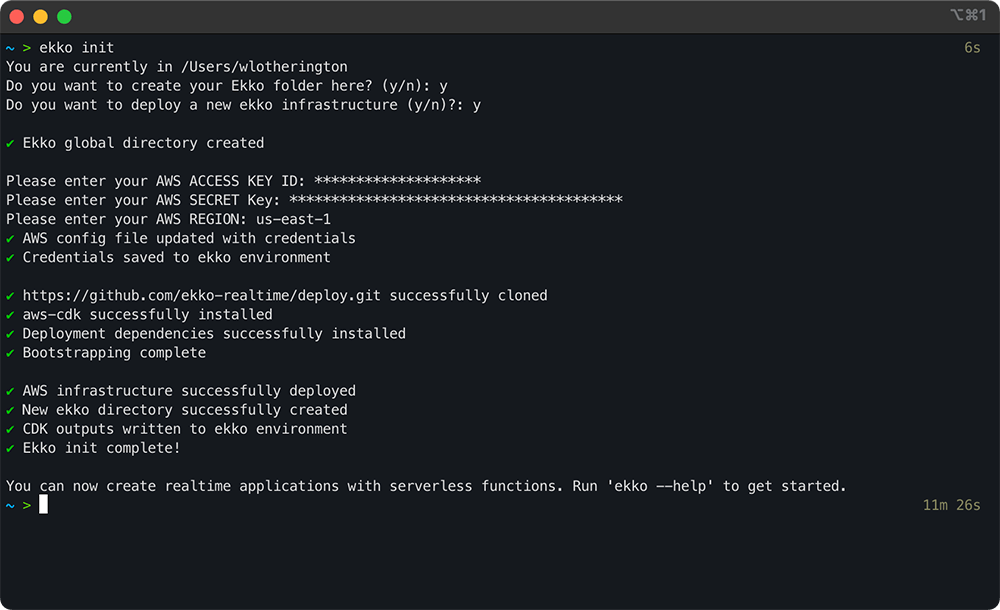 ⌥⌘1
~ > ekko init 6s
You are currently in /Users/wlotherington
Do you want to create your Ekko folder here? (y/n): y
Do you want to deploy a new ekko infrastructure (y/n)?: y
✔ Ekko global directory created
Please enter your AWS ACCESS KEY ID: ********************
Please enter your AWS SECRET Key: ****************************************
Please enter your AWS REGION: us-east-1
✔ AWS config file updated with credentials
✔ Credentials saved to ekko environment
✔ https://github.com/ekko-realtime/deploy.git successfully cloned
✔ aws-cdk successfully installed
✔ Deployment dependencies successfully installed
✔ Bootstrapping complete
✔ AWS infrastructure successfully deployed
✔ New ekko directory successfully created
✔ CDK outputs written to ekko environment
✔ Ekko init complete!
You can now create realtime applications with serverless functions. Run 'ekko --help' to get started.
~ > 11m 26s